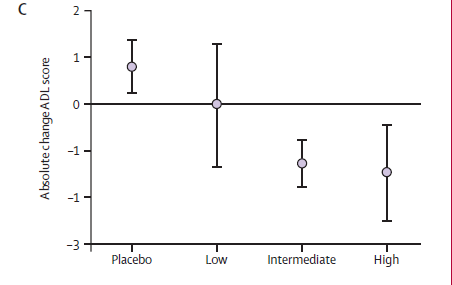 C
Absolute change ADL score
2
1
0
–1
–1
–3
Placebo Low Intermediate High